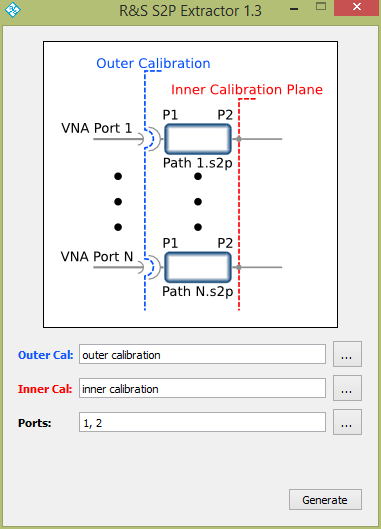 R&S S2P Extractor 1.3
Outer Calibration
Inner Calibration Plane
P1 P2
VNA Port 1
Path 1.s2p
P1 P2
VNA Port N
Path N.s2p
Outer Cal: outer calibration ...
Inner Cal: inner calibration ...
Ports: 1, 2 ...
Generate